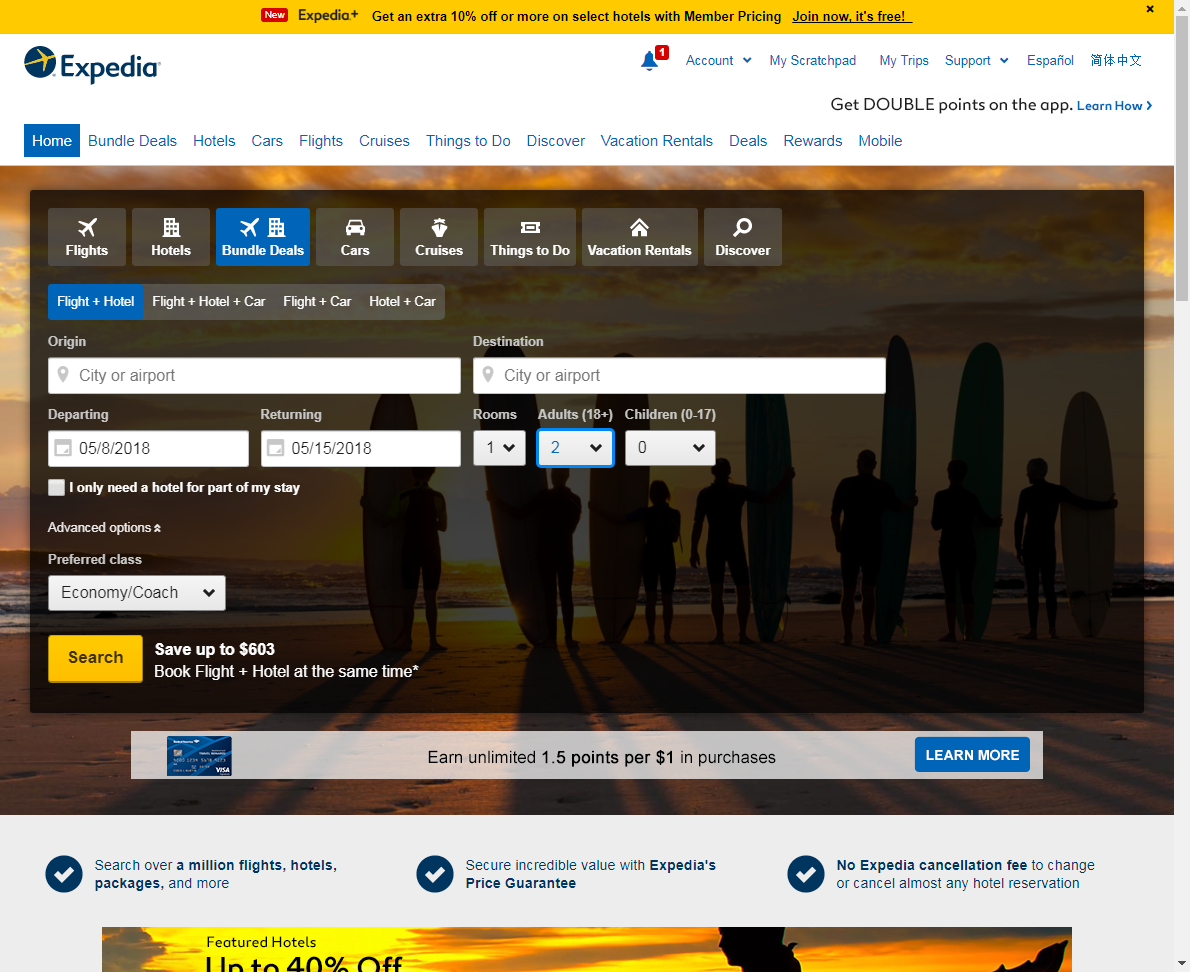 New Expedia+ Get an extra 10% off or more on select hotels with Member Pricing Join now, it's free! ×
Expedia
1 Account My Scratchpad My Trips Support Español 简体中文
Get DOUBLE points on the app. Learn How
Home Bundle Deals Hotels Cars Flights Cruises Things to Do Discover Vacation Rentals Deals Rewards Mobile
Flights Hotels Bundle Deals Cars Cruises Things to Do Vacation Rentals Discover
Flight + Hotel Flight + Hotel + Car Flight + Car Hotel + Car
Origin Destination
City or airport City or airport
Departing Returning Rooms Adults (18+) Children (0-17)
05/8/2018 05/15/2018 1 2 0
I only need a hotel for part of my stay
Advanced options
Preferred class
Economy/Coach
Search
Save up to $603
Book Flight + Hotel at the same time*
VISA
Earn unlimited 1.5 points per $1 in purchases
LEARN MORE
Search over a million flights, hotels,
packages, and more
Secure incredible value with Expedia's
Price Guarantee
No Expedia cancellation fee to change
or cancel almost any hotel reservation
Featured Hotels
Up to 40% Off